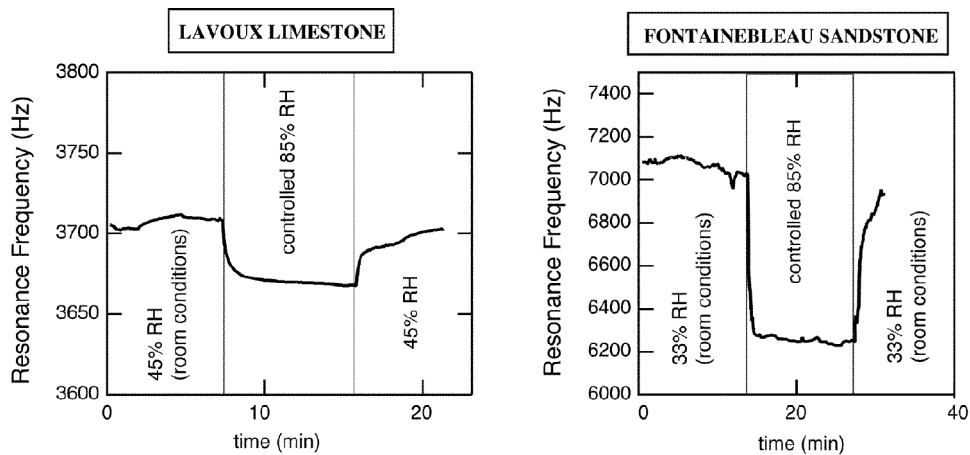 LAVOUX LIMESTONE
Resonance Frequency (Hz)
3800
3750
3700
3650
3600
45% RH
(room conditions)
controlled 85% RH
45% RH
0
10
20
time (min)
FONTAINEBLEAU SANDSTONE
Resonance Frequency (Hz)
7400
7200
7000
6800
6600
6400
6200
6000
33% RH
(room conditions)
controlled 85% RH
33% RH
(room conditions)
0
20
40
time (min)